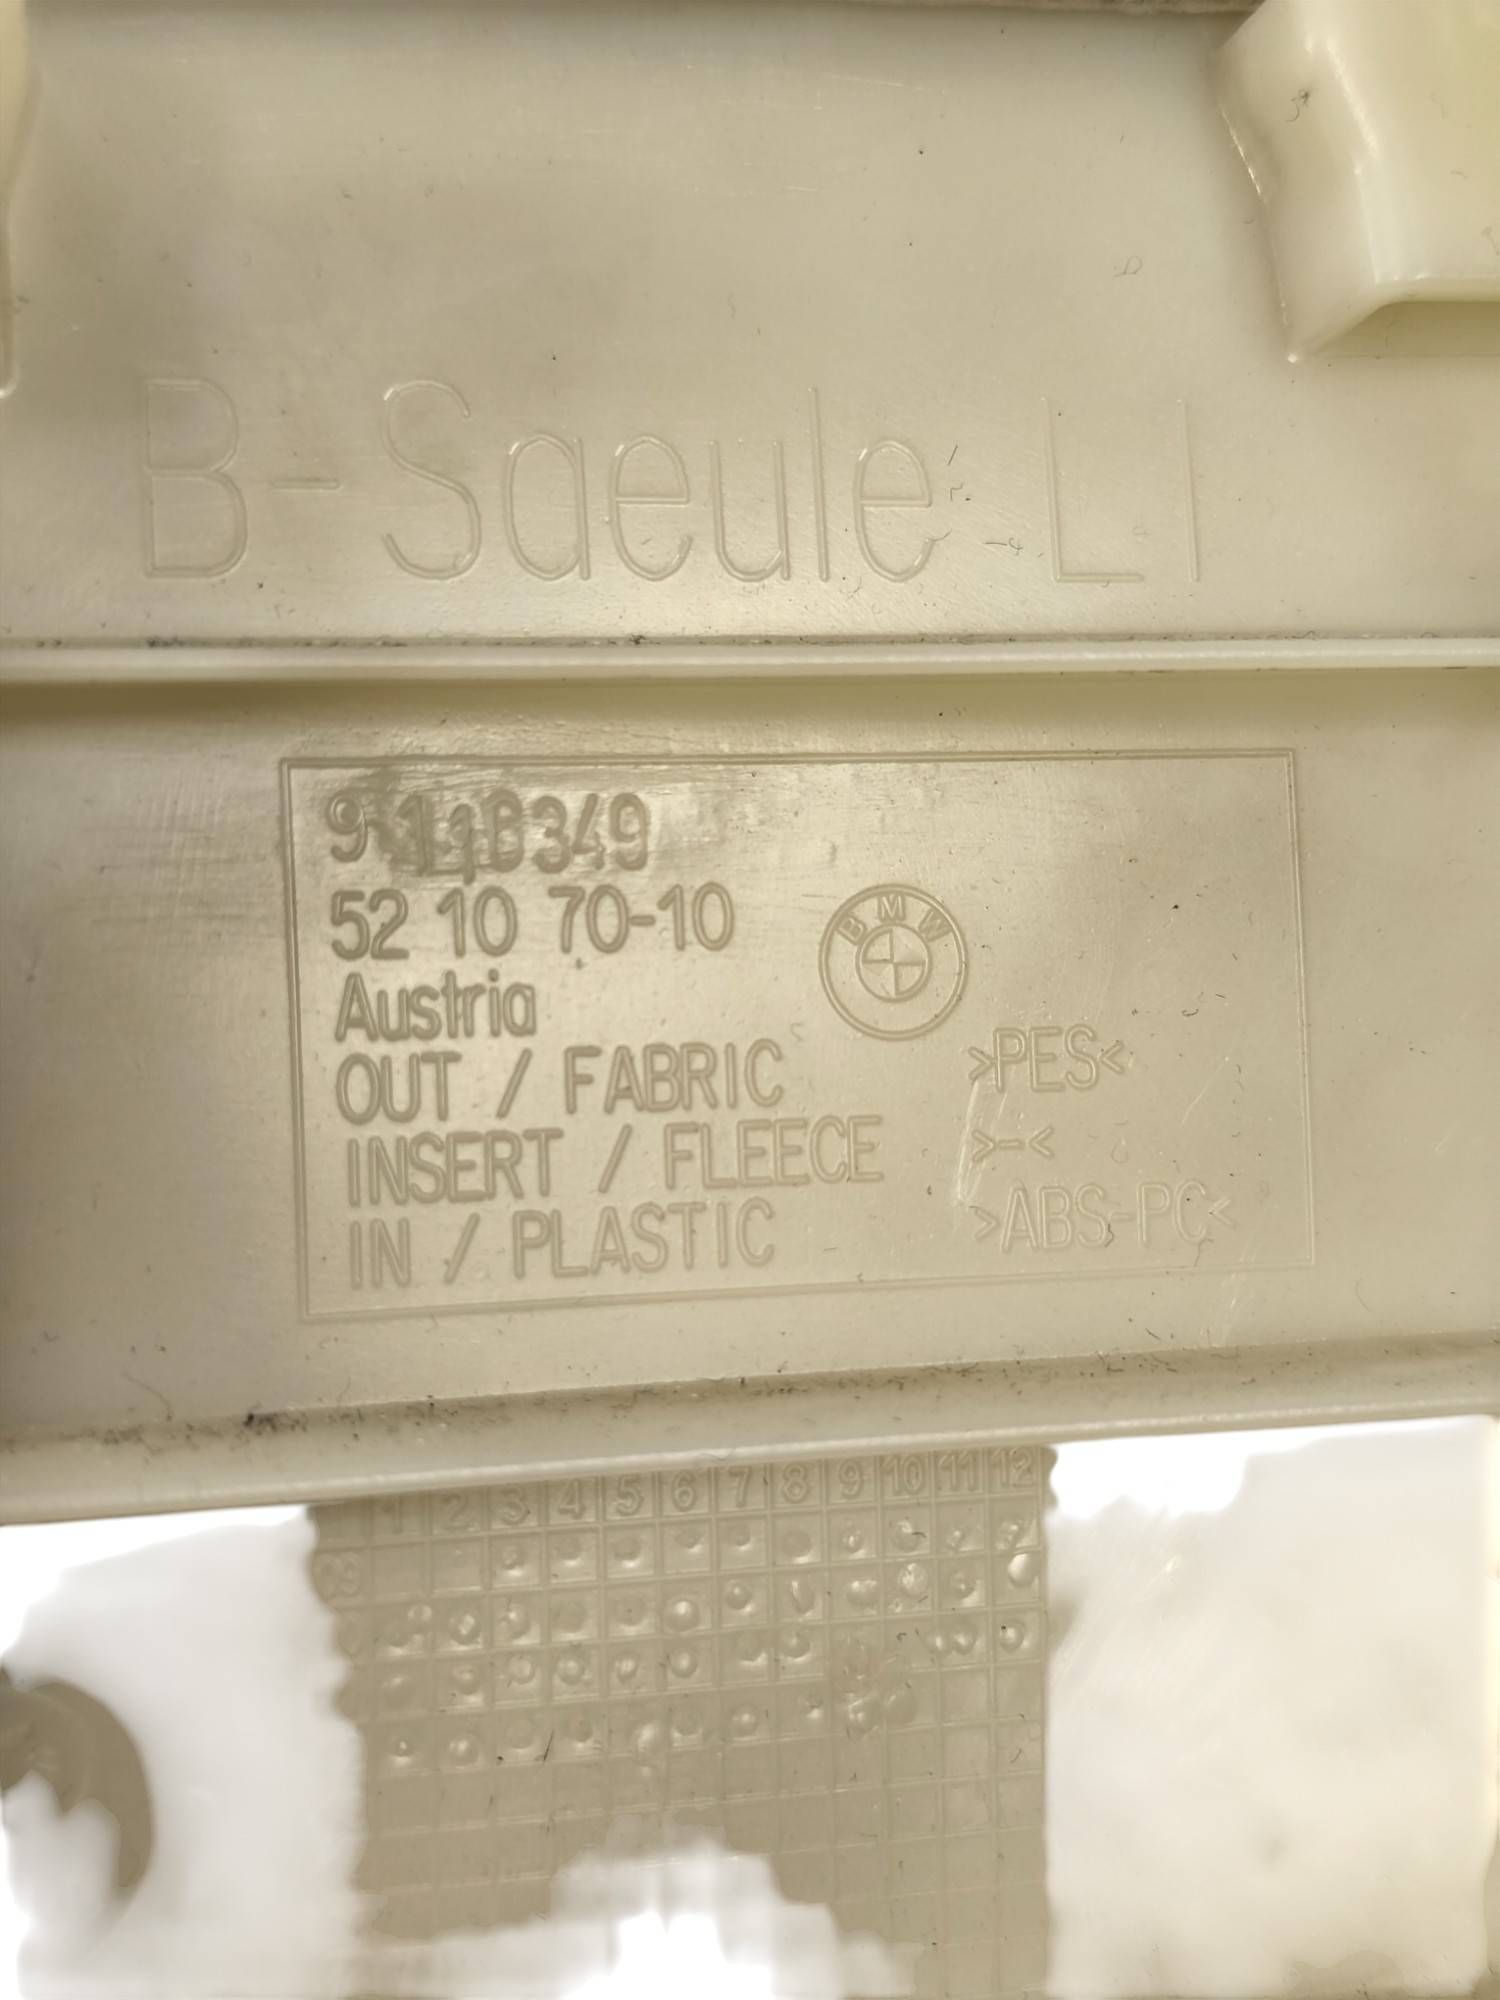 B-Saeule LI
52 10 70-10
Austria
BMW
OUT / FABRIC >PES<
INSERT / FLEECE >-<
IN / PLASTIC >ABS-PC<
1 2 3 4 5 6 7 8 9 10 11 12
09